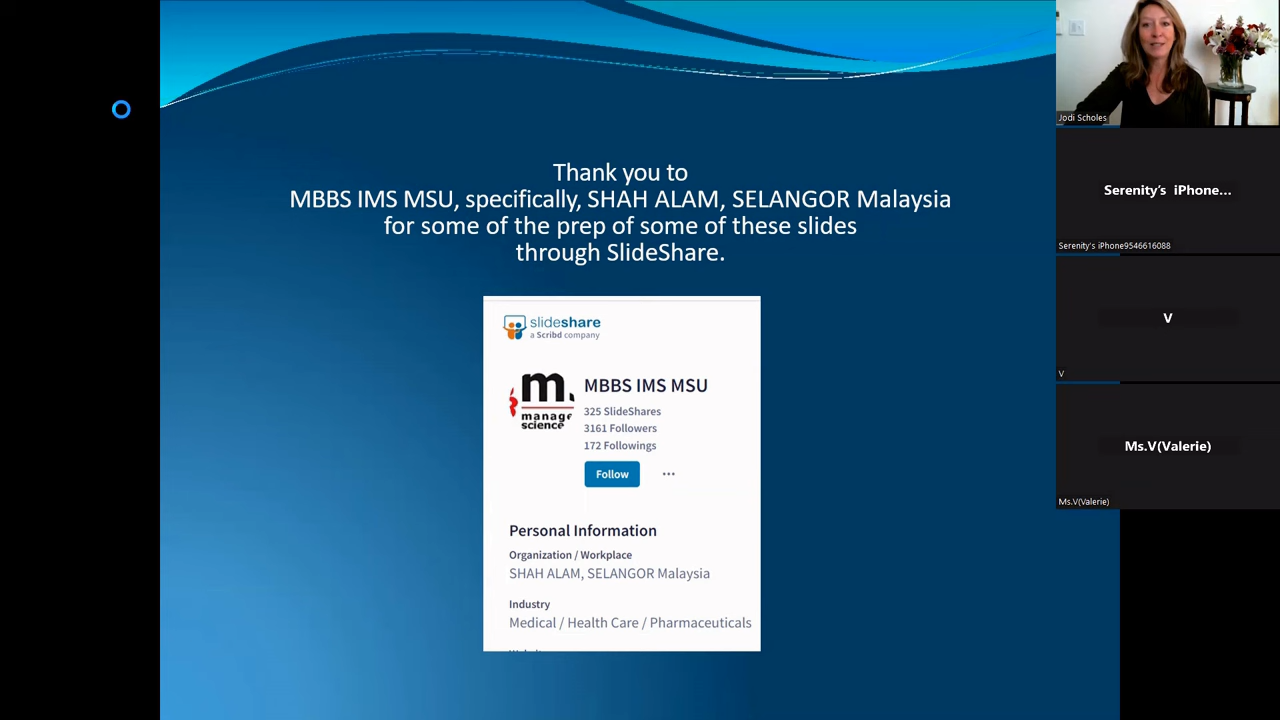 Thank you to
MBBS IMS MSU, specifically, SHAH ALAM, SELANGOR Malaysia
for some of the prep of some of these slides
through SlideShare.
slideshare
a Scribd company
m.
manage
science
MBBS IMS MSU
325 SlideShares
3161 Followers
172 Followings
Follow
Personal Information
Organization / Workplace
SHAH ALAM, SELANGOR Malaysia
Industry
Medical / Health Care / Pharmaceuticals
Jodi Scholes
Serenity's iPhone...
Serenity's iPhone9546616088
V
V
Ms.V(Valerie)
Ms.V(Valerie)